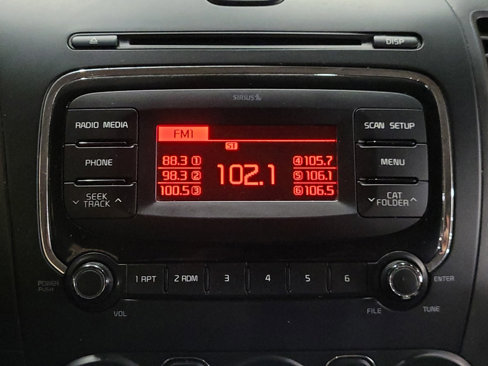 DISP
SIRIUS
RADIO MEDIA
FM1
SCAN SETUP
ST
PHONE
88.3 ①
④ 105.7
MENU
98.3 ②
102.1
⑤ 106.1
100.5 ③
⑥ 106.5
SEEK
TRACK
CAT
FOLDER
1 RPT
2 RDM
3
4
5
6
POWER
PUSH
ENTER
VOL
FILE
TUNE